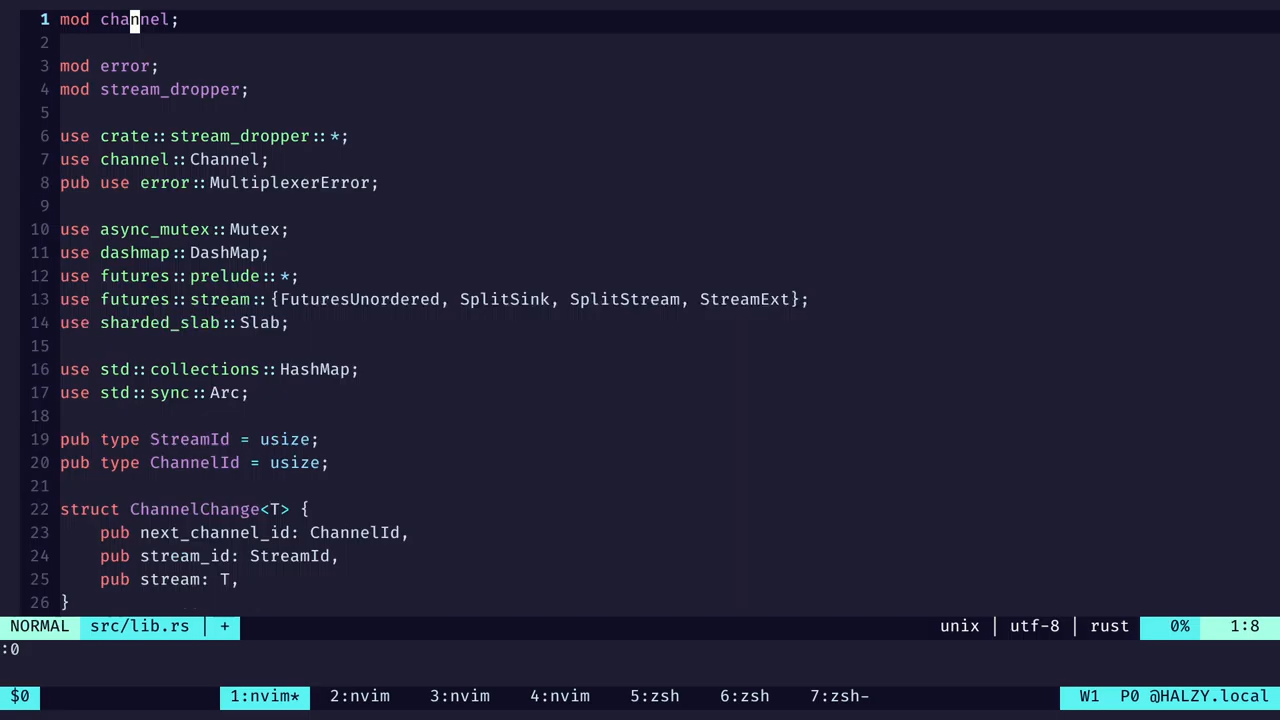 1 mod channel;
2
3 mod error;
4 mod stream_dropper;
5
6 use crate::stream_dropper::*;
7 use channel::Channel;
8 pub use error::MultiplexerError;
9
10 use async_mutex::Mutex;
11 use dashmap::DashMap;
12 use futures::prelude::*;
13 use futures::stream::{FuturesUnordered, SplitSink, SplitStream, StreamExt};
14 use sharded_slab::Slab;
15
16 use std::collections::HashMap;
17 use std::sync::Arc;
18
19 pub type StreamId = usize;
20 pub type ChannelId = usize;
21
22 struct ChannelChange<T> {
23     pub next_channel_id: ChannelId,
24     pub stream_id: StreamId,
25     pub stream: T,
26 }
NORMAL src/lib.rs | + unix | utf-8 | rust 0% 1:8
:0
$0 1:nvim* 2:nvim 3:nvim 4:nvim 5:zsh 6:zsh 7:zsh- W1 P0 @HALZY.local